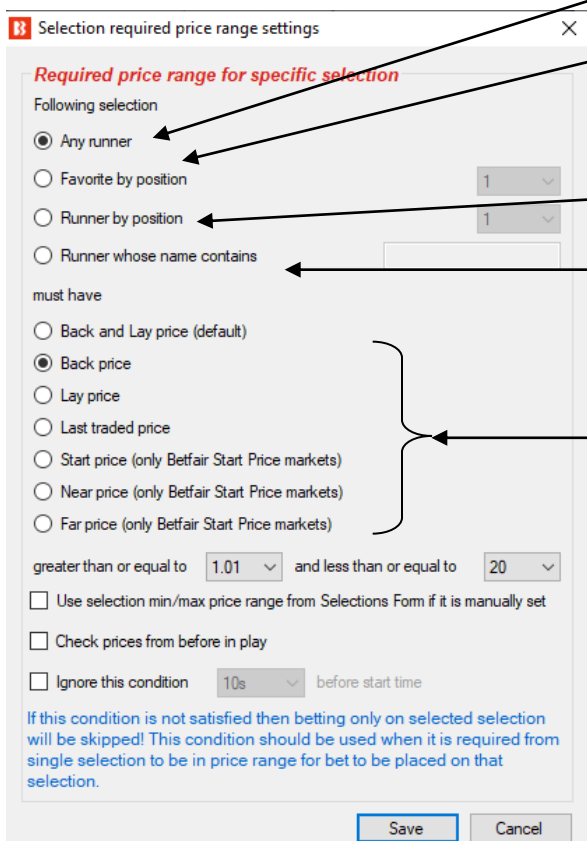 Selection required price range settings
Required price range for specific selection
Following selection
Any runner
Favorite by position 1
Runner by position 1
Runner whose name contains
must have
Back and Lay price (default)
Back price
Lay price
Last traded price
Start price (only Betfair Start Price markets)
Near price (only Betfair Start Price markets)
Far price (only Betfair Start Price markets)
greater than or equal to 1.01 and less than or equal to 20
Use selection min/max price range from Selections Form if it is manually set
Check prices from before in play
Ignore this condition 10s before start time
If this condition is not satisfied then betting only on selected selection
will be skipped! This condition should be used when it is required from
single selection to be in price range for bet to be placed on that
selection.
Save Cancel